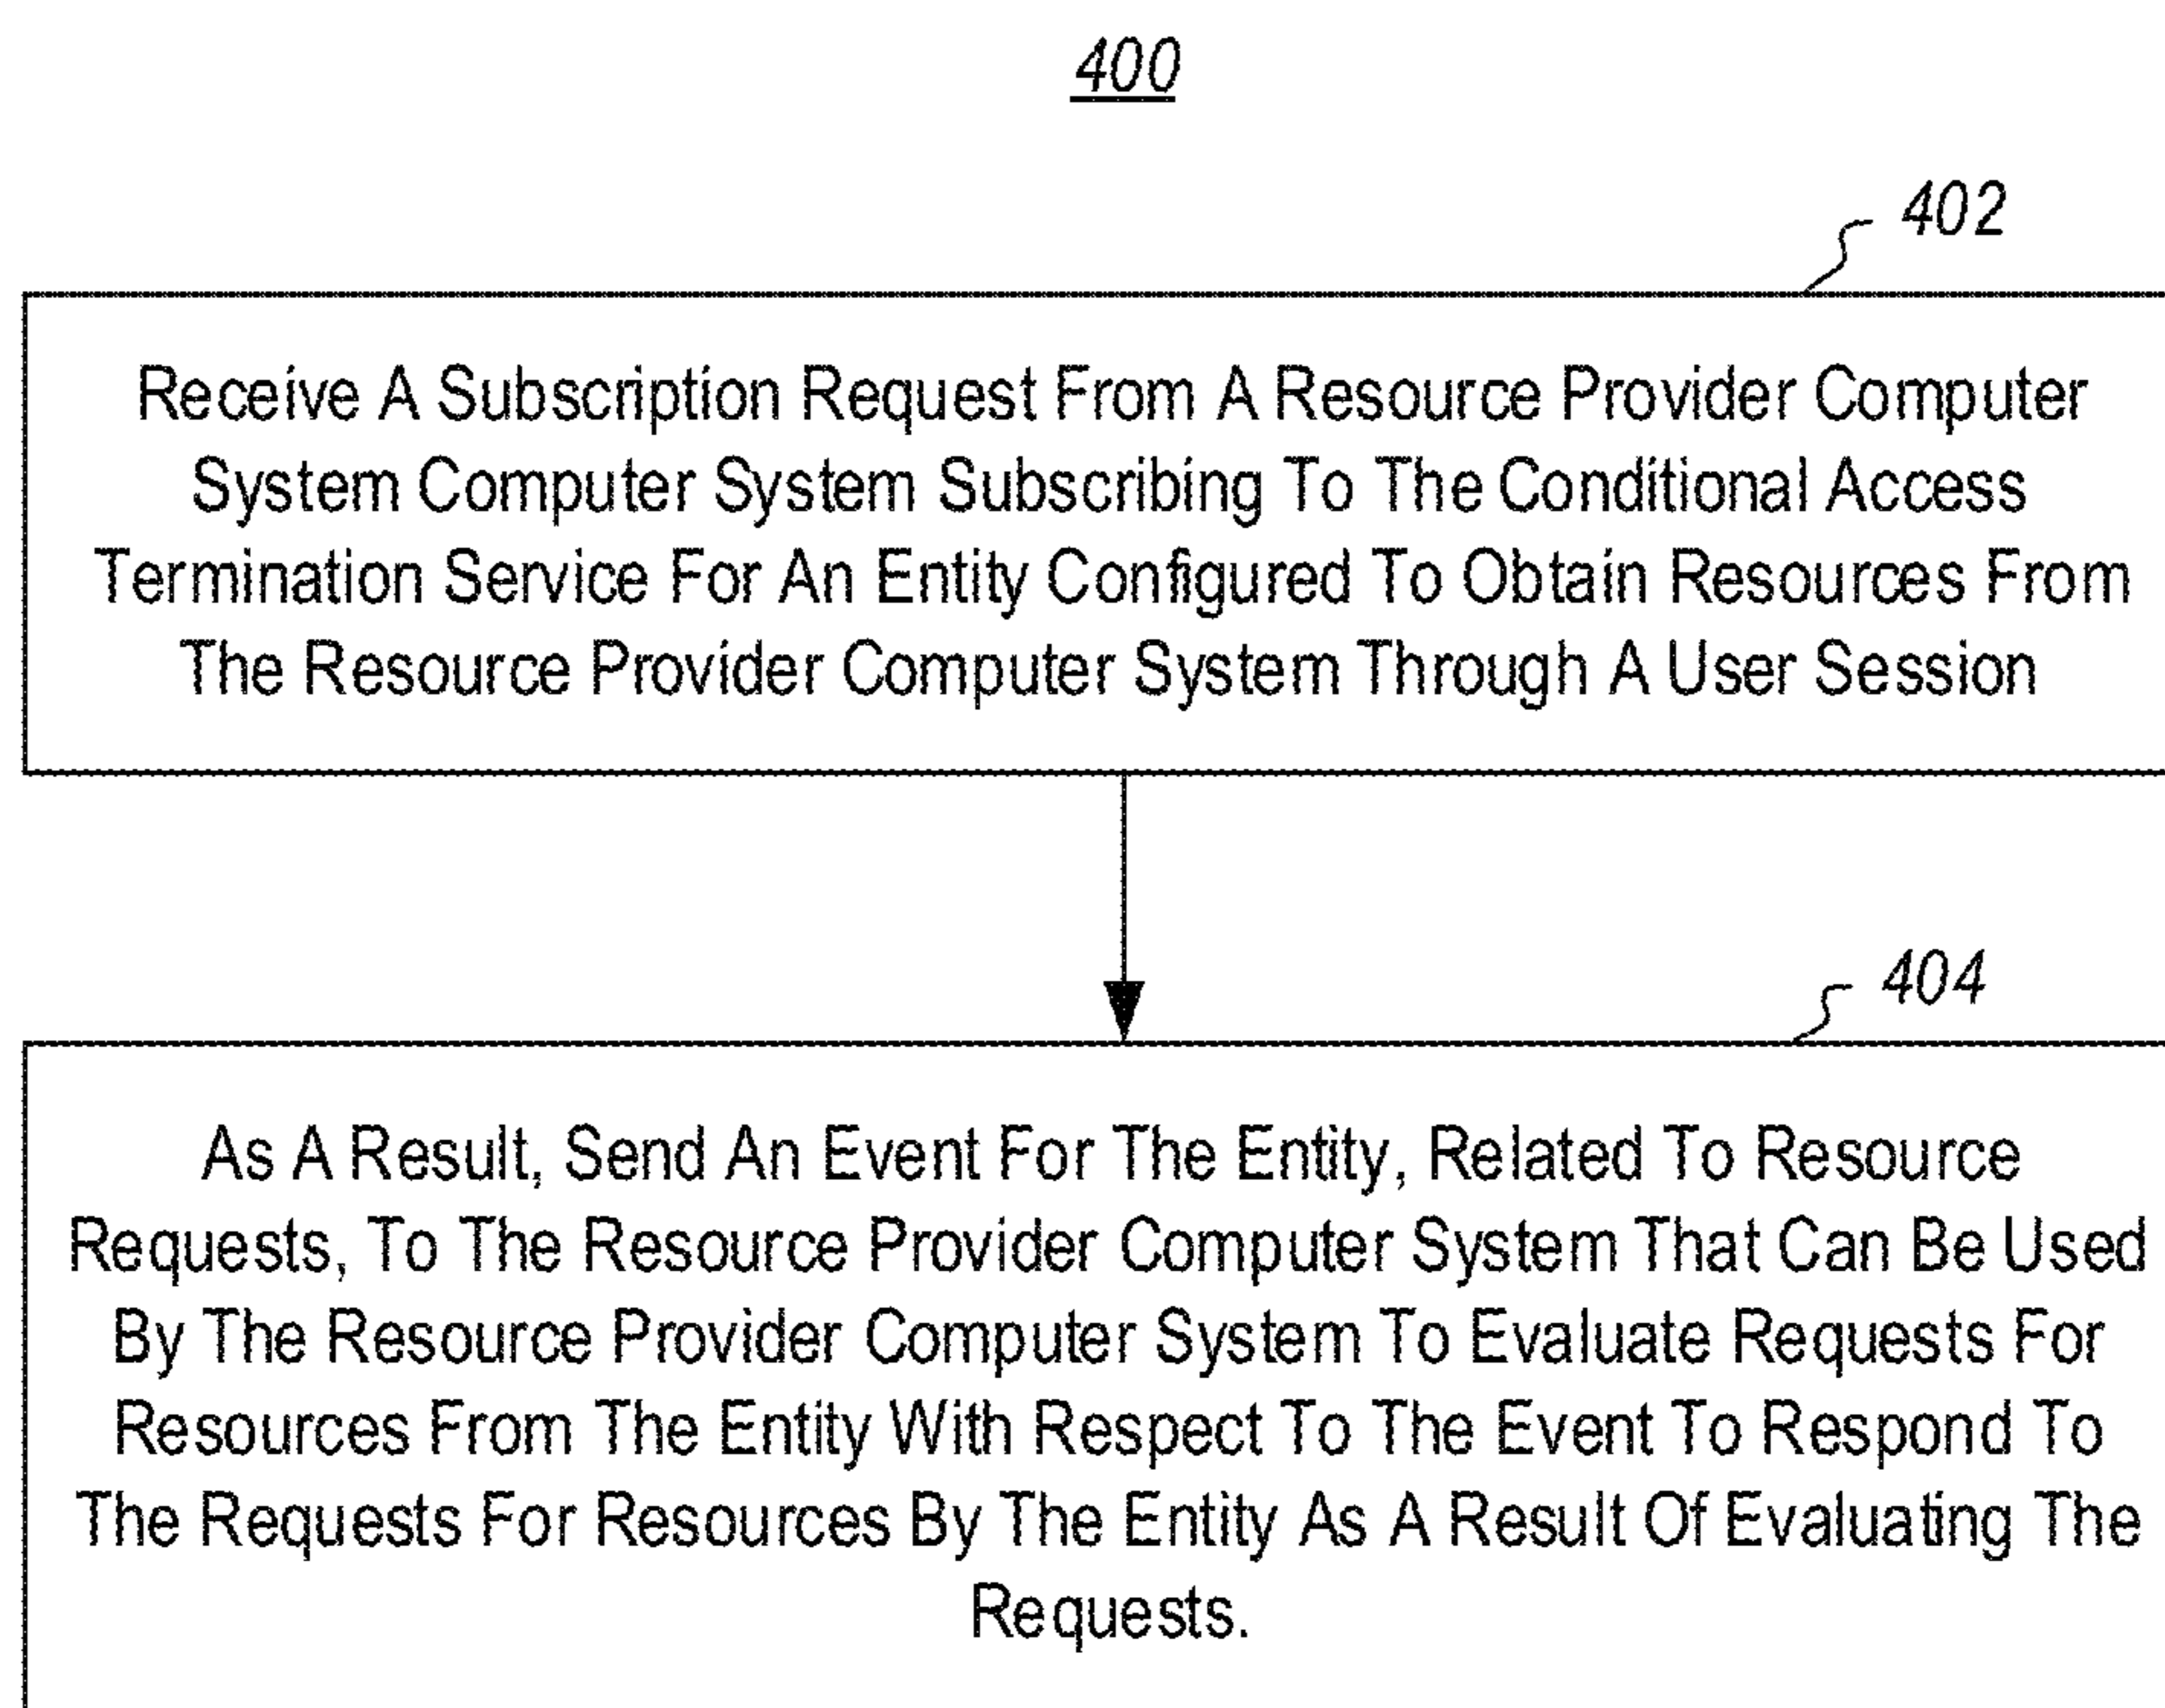 400
402
Receive A Subscription Request From A Resource Provider Computer
System Computer System Subscribing To The Conditional Access
Termination Service For An Entity Configured To Obtain Resources From
The Resource Provider Computer System Through A User Session
404
As A Result, Send An Event For The Entity, Related To Resource
Requests, To The Resource Provider Computer System That Can Be Used
By The Resource Provider Computer System To Evaluate Requests For
Resources From The Entity With Respect To The Event To Respond To
The Requests For Resources By The Entity As A Result Of Evaluating The
Requests.